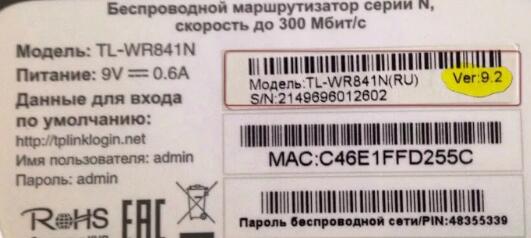 Беспроводной маршрутизатор серии N,
скорость до 300 Мбит/с
Модель: TL-WR841N
Питание: 9V⎓0.6A
Данные для входа
по умолчанию:
http://tplinklogin.net
Имя пользователя: admin
Пароль: admin
RoHS
EAC
Модель:TL-WR841N(RU) Ver:9.2
S/N:2149696012602
MAC:C46E1FFD255C
Пароль беспроводной сети/PIN:48355339